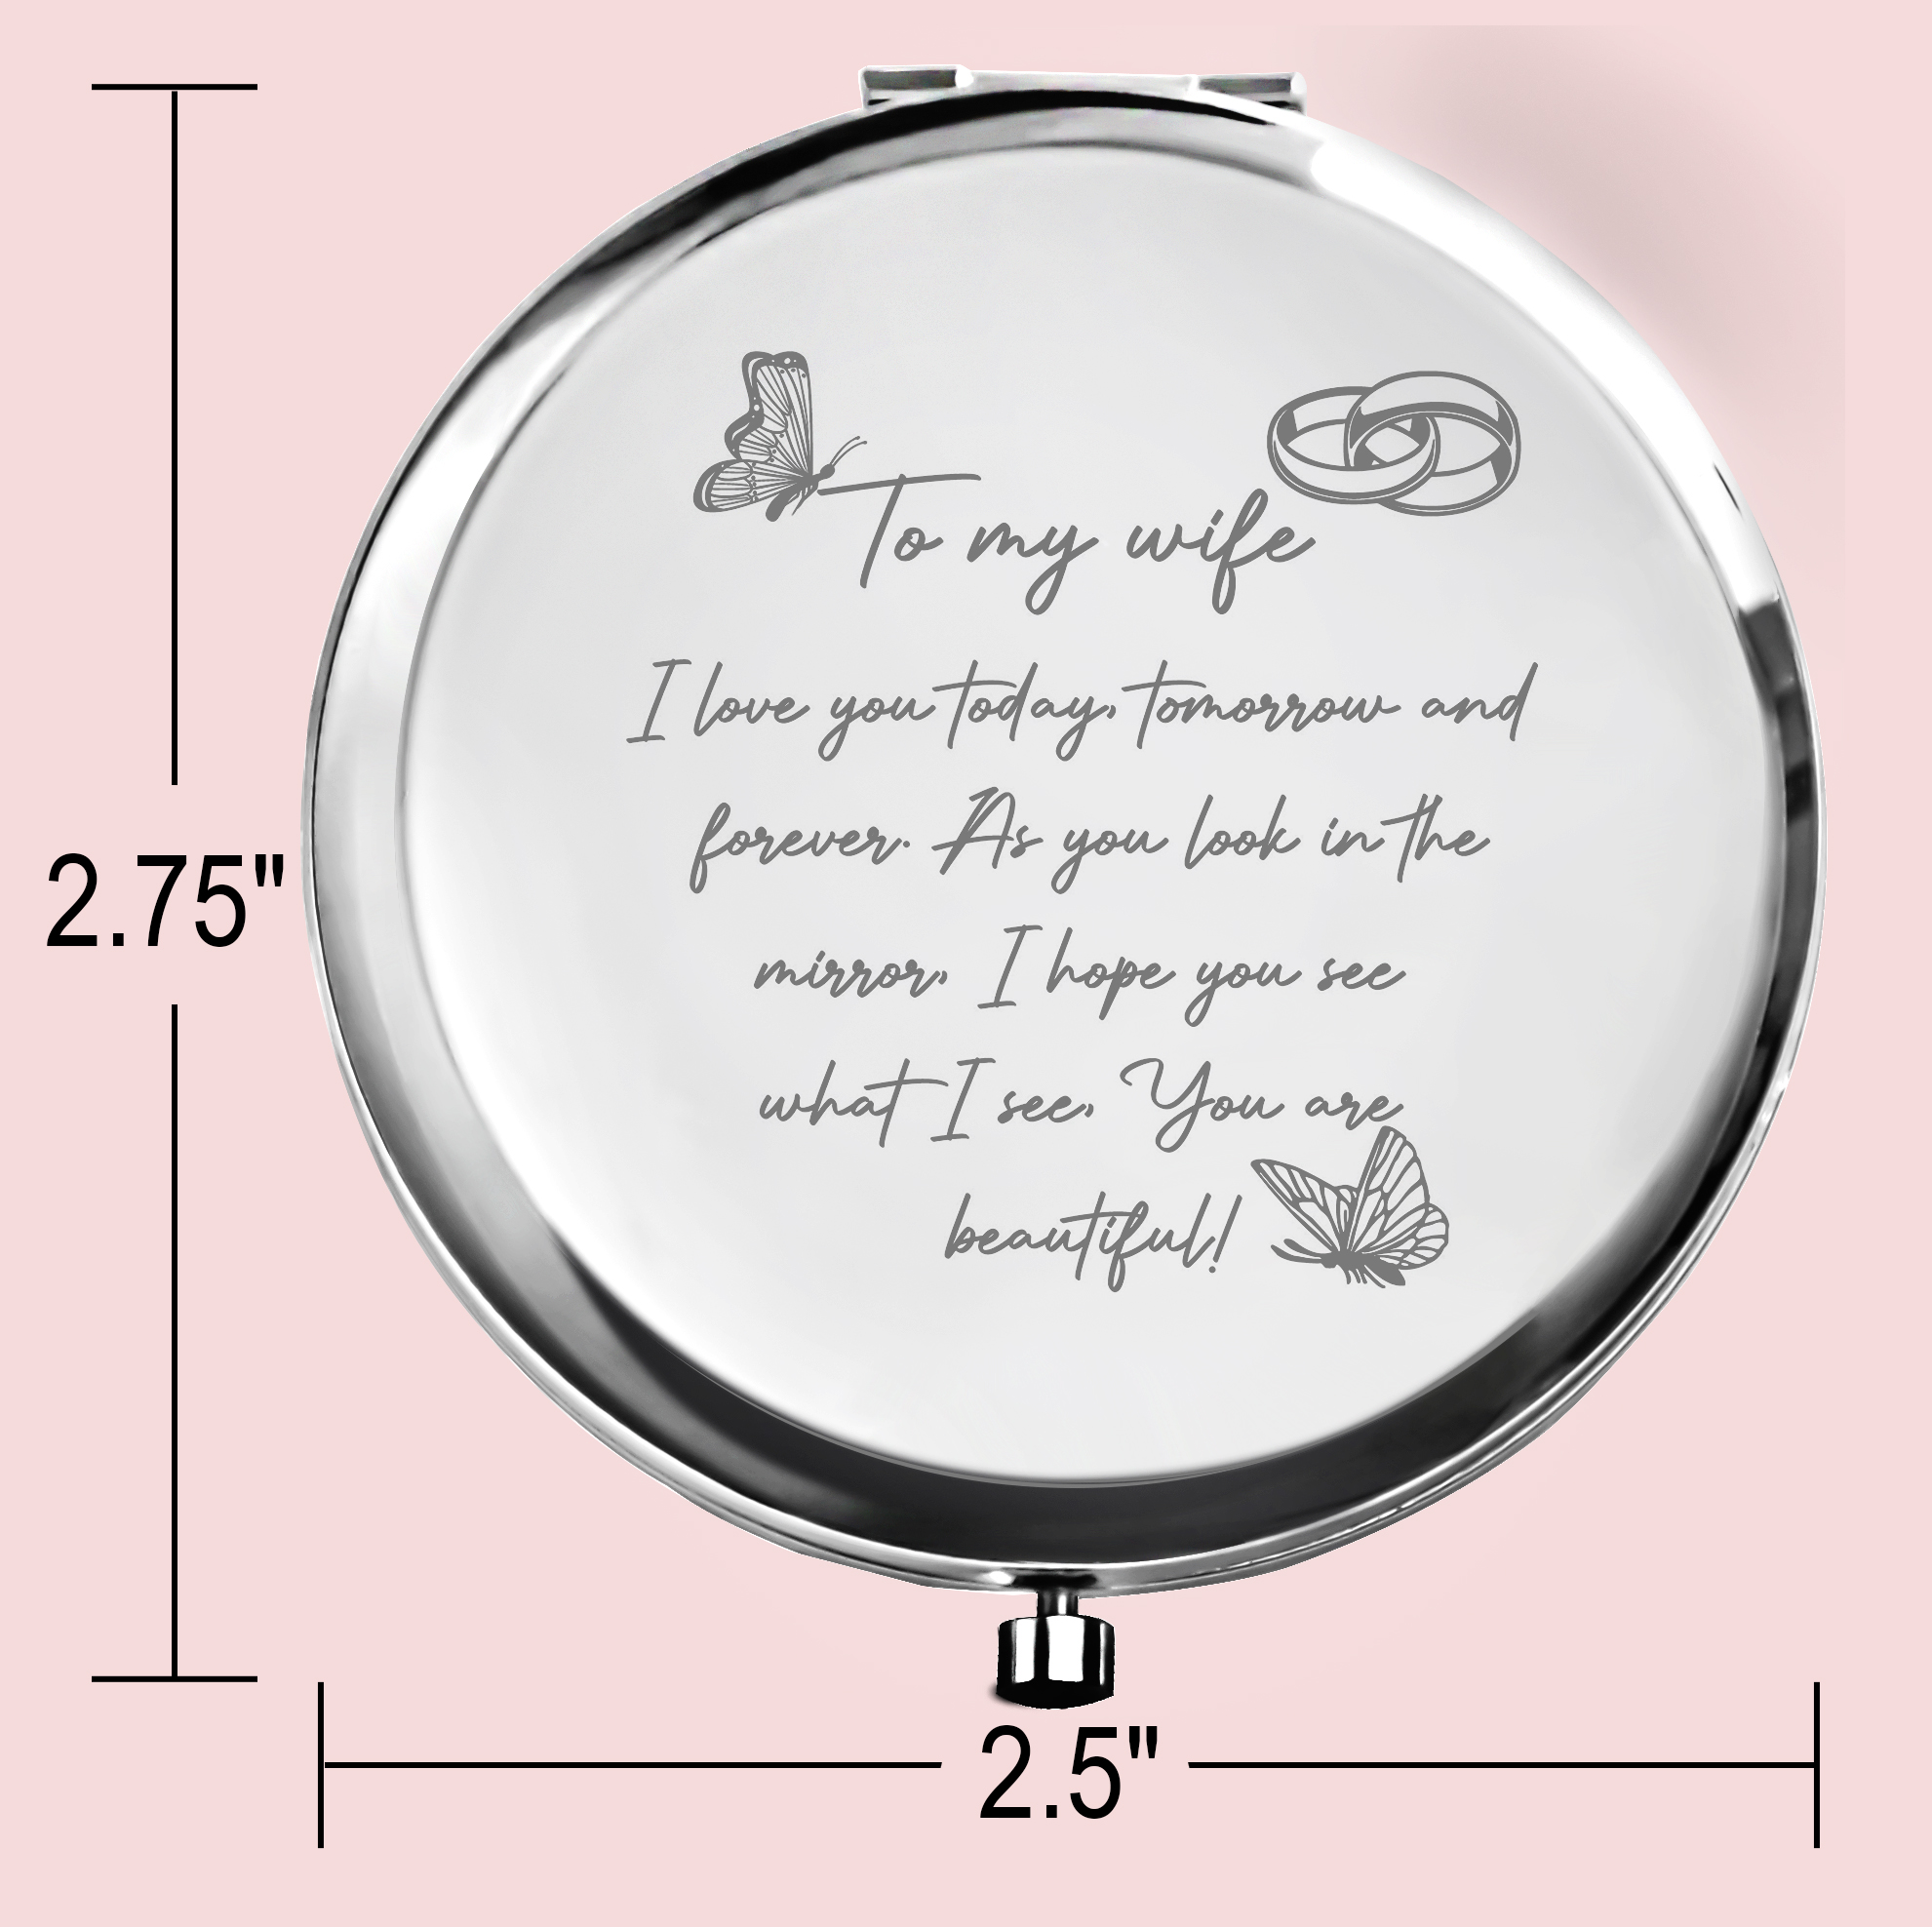 To my wife
I love you today, tomorrow and
forever. As you look in the
mirror, I hope you see
what I see, You are
beautiful!
2.75"
2.5"